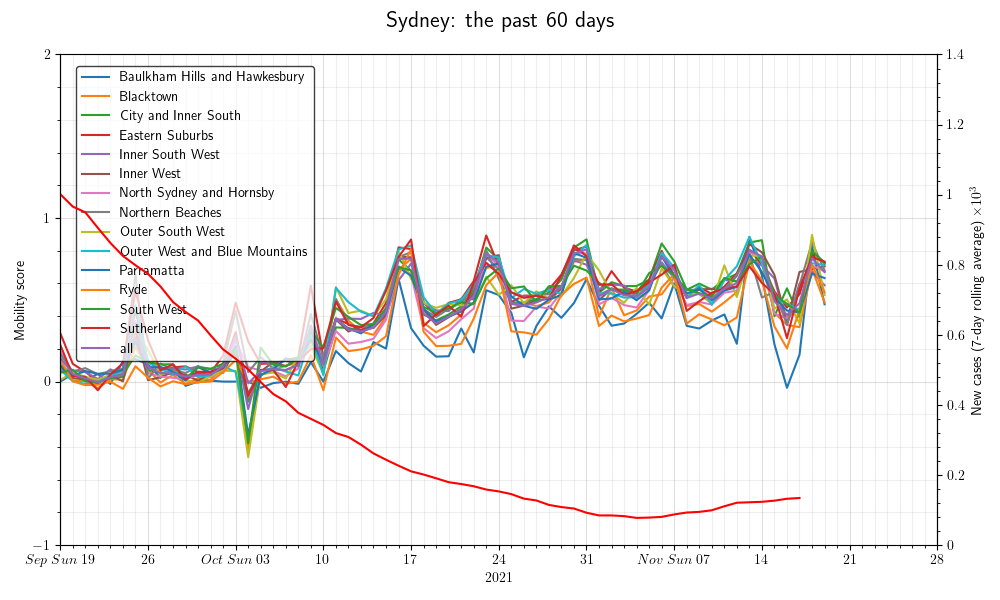 Sydney: the past 60 days
Baulkham Hills and Hawkesbury
Blacktown
City and Inner South
Eastern Suburbs
Inner South West
Inner West
North Sydney and Hornsby
Northern Beaches
Outer South West
Outer West and Blue Mountains
Parramatta
Ryde
South West
Sutherland
all
Mobility score
2
1
0
−1
1.4
1.2
1
0.8
0.6
0.4
0.2
0
New cases (7-day rolling average) ×10³
Sep Sun 19 26 Oct Sun 03 10 17 24 31 Nov Sun 07 14 21 28
2021